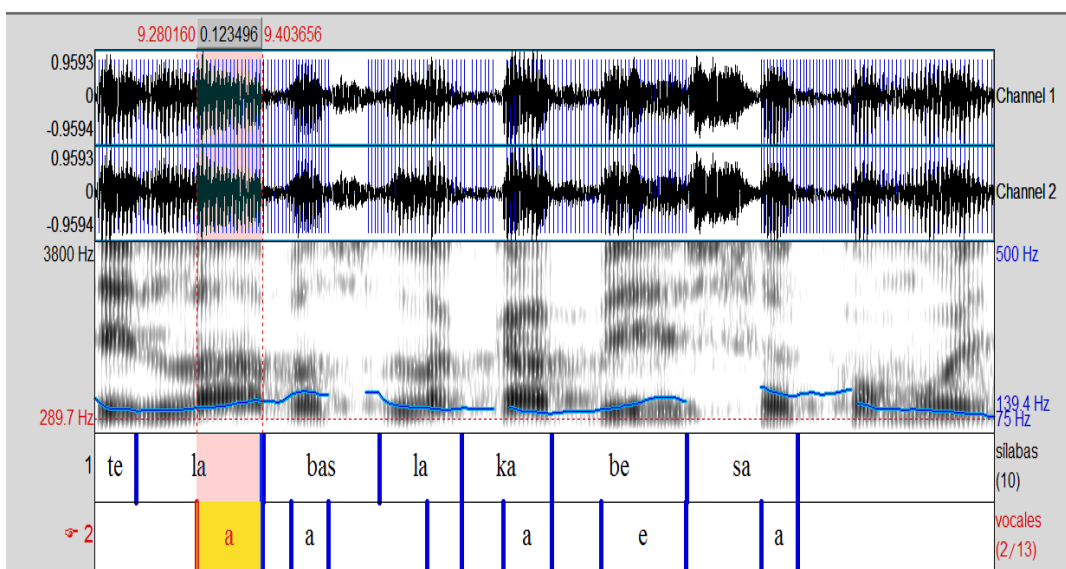 9.280160 0.123496 9.403656
0.9593
0
-0.9594
Channel 1
0.9593
0
-0.9594
Channel 2
3800 Hz
500 Hz
289.7 Hz
139.4 Hz
75 Hz
1 te la bas la ka be sa sílabas
(10)
2 a a a e a vocales
(2/13)